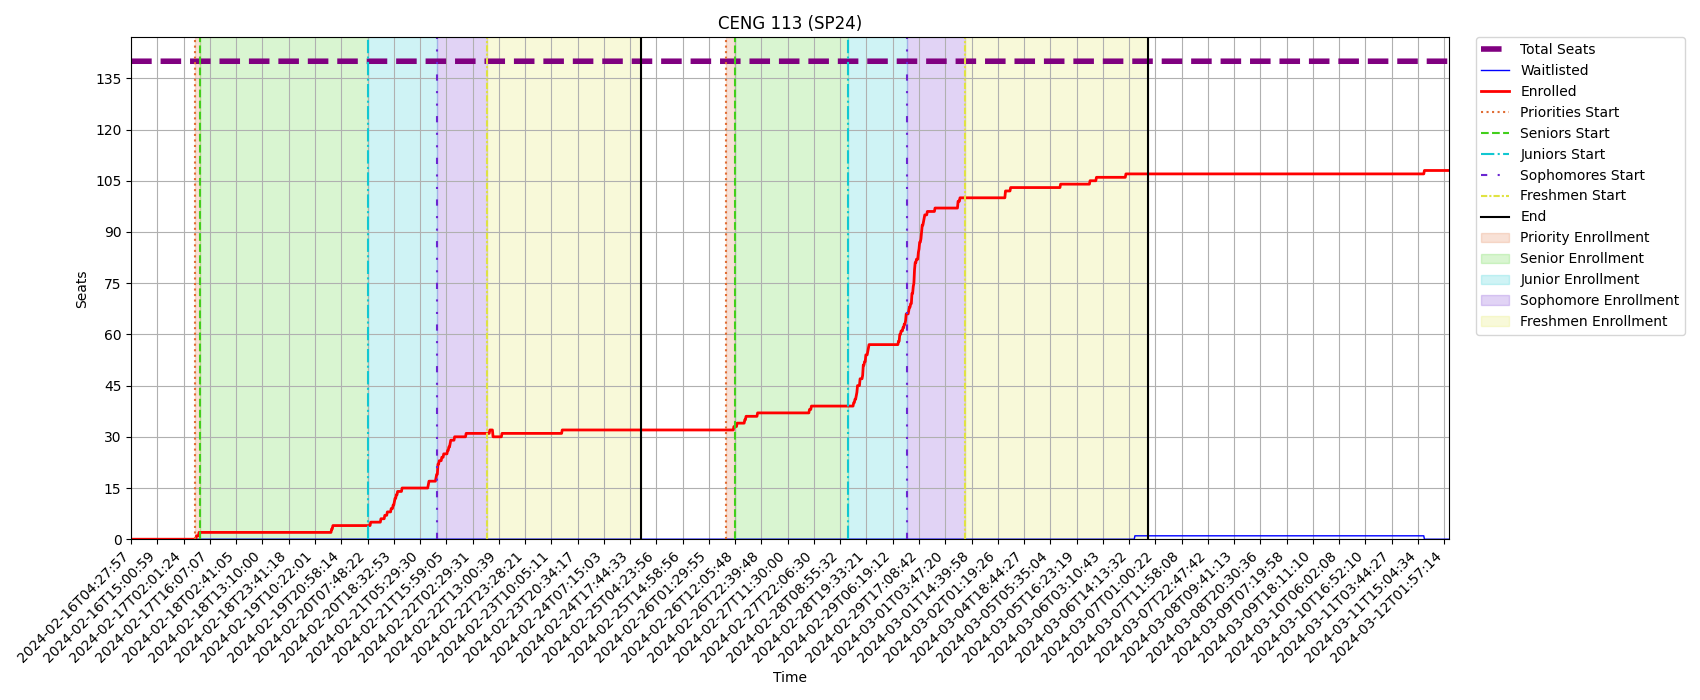 CENG 113 (SP24)
Seats
135
120
105
90
75
60
45
30
15
0
2024-02-16T04:27:57
2024-02-16T15:00:59
2024-02-17T02:01:24
2024-02-17T16:07:07
2024-02-18T02:41:05
2024-02-18T13:10:00
2024-02-18T23:41:18
2024-02-19T10:22:01
2024-02-19T20:58:14
2024-02-20T07:48:22
2024-02-20T18:32:53
2024-02-21T05:29:30
2024-02-21T15:59:05
2024-02-22T02:29:31
2024-02-22T13:00:39
2024-02-22T23:28:21
2024-02-23T10:05:11
2024-02-23T20:34:17
2024-02-24T07:15:03
2024-02-24T17:44:33
2024-02-25T04:23:56
2024-02-25T14:58:56
2024-02-26T01:29:55
2024-02-26T12:05:48
2024-02-26T22:39:48
2024-02-27T11:30:00
2024-02-27T22:06:30
2024-02-28T08:55:32
2024-02-28T19:33:21
2024-02-29T06:19:12
2024-02-29T17:08:42
2024-03-01T03:47:20
2024-03-01T14:39:58
2024-03-02T01:19:26
2024-03-04T18:44:27
2024-03-05T05:35:04
2024-03-05T16:23:19
2024-03-06T03:10:43
2024-03-06T14:13:32
2024-03-07T01:00:22
2024-03-07T11:58:08
2024-03-07T22:47:42
2024-03-08T09:41:13
2024-03-08T20:30:36
2024-03-09T07:19:58
2024-03-09T18:11:10
2024-03-10T06:02:08
2024-03-10T16:52:10
2024-03-11T03:44:27
2024-03-11T15:04:34
2024-03-12T01:57:14
Time
Total Seats
Waitlisted
Enrolled
Priorities Start
Seniors Start
Juniors Start
Sophomores Start
Freshmen Start
End
Priority Enrollment
Senior Enrollment
Junior Enrollment
Sophomore Enrollment
Freshmen Enrollment